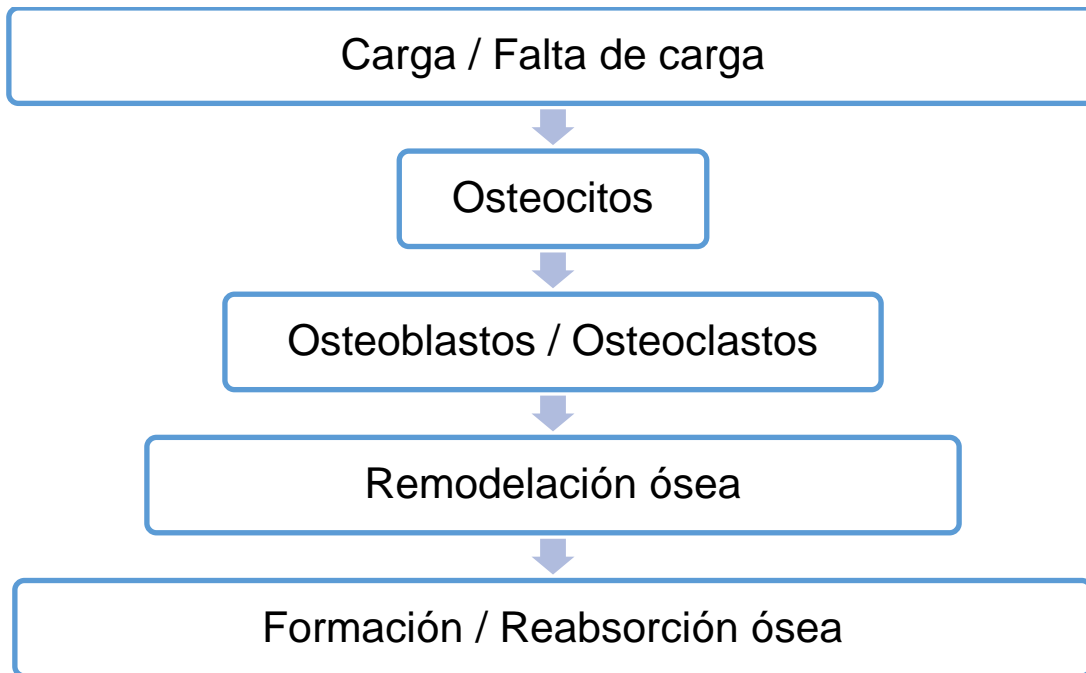 Carga / Falta de carga
Osteocitos
Osteoblastos / Osteoclastos
Remodelación ósea
Formación / Reabsorción ósea